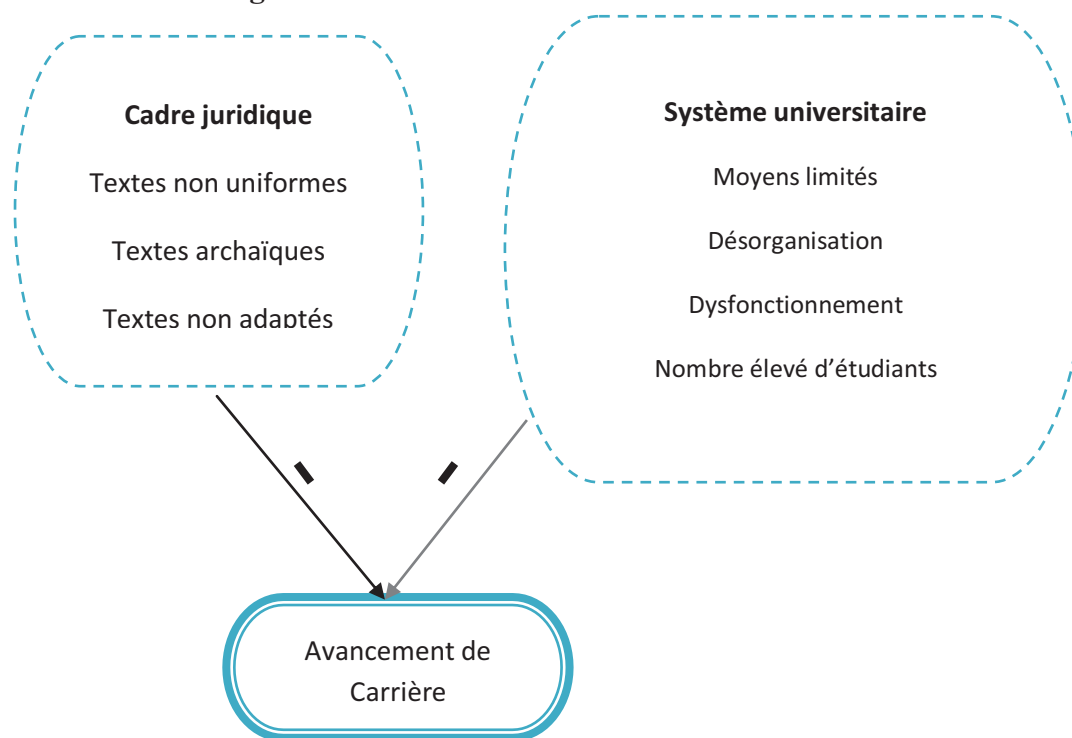 Cadre juridique
Textes non uniformes
Textes archaïques
Textes non adaptés
Système universitaire
Moyens limités
Désorganisation
Dysfonctionnement
Nombre élevé d’étudiants
Avancement de
Carrière